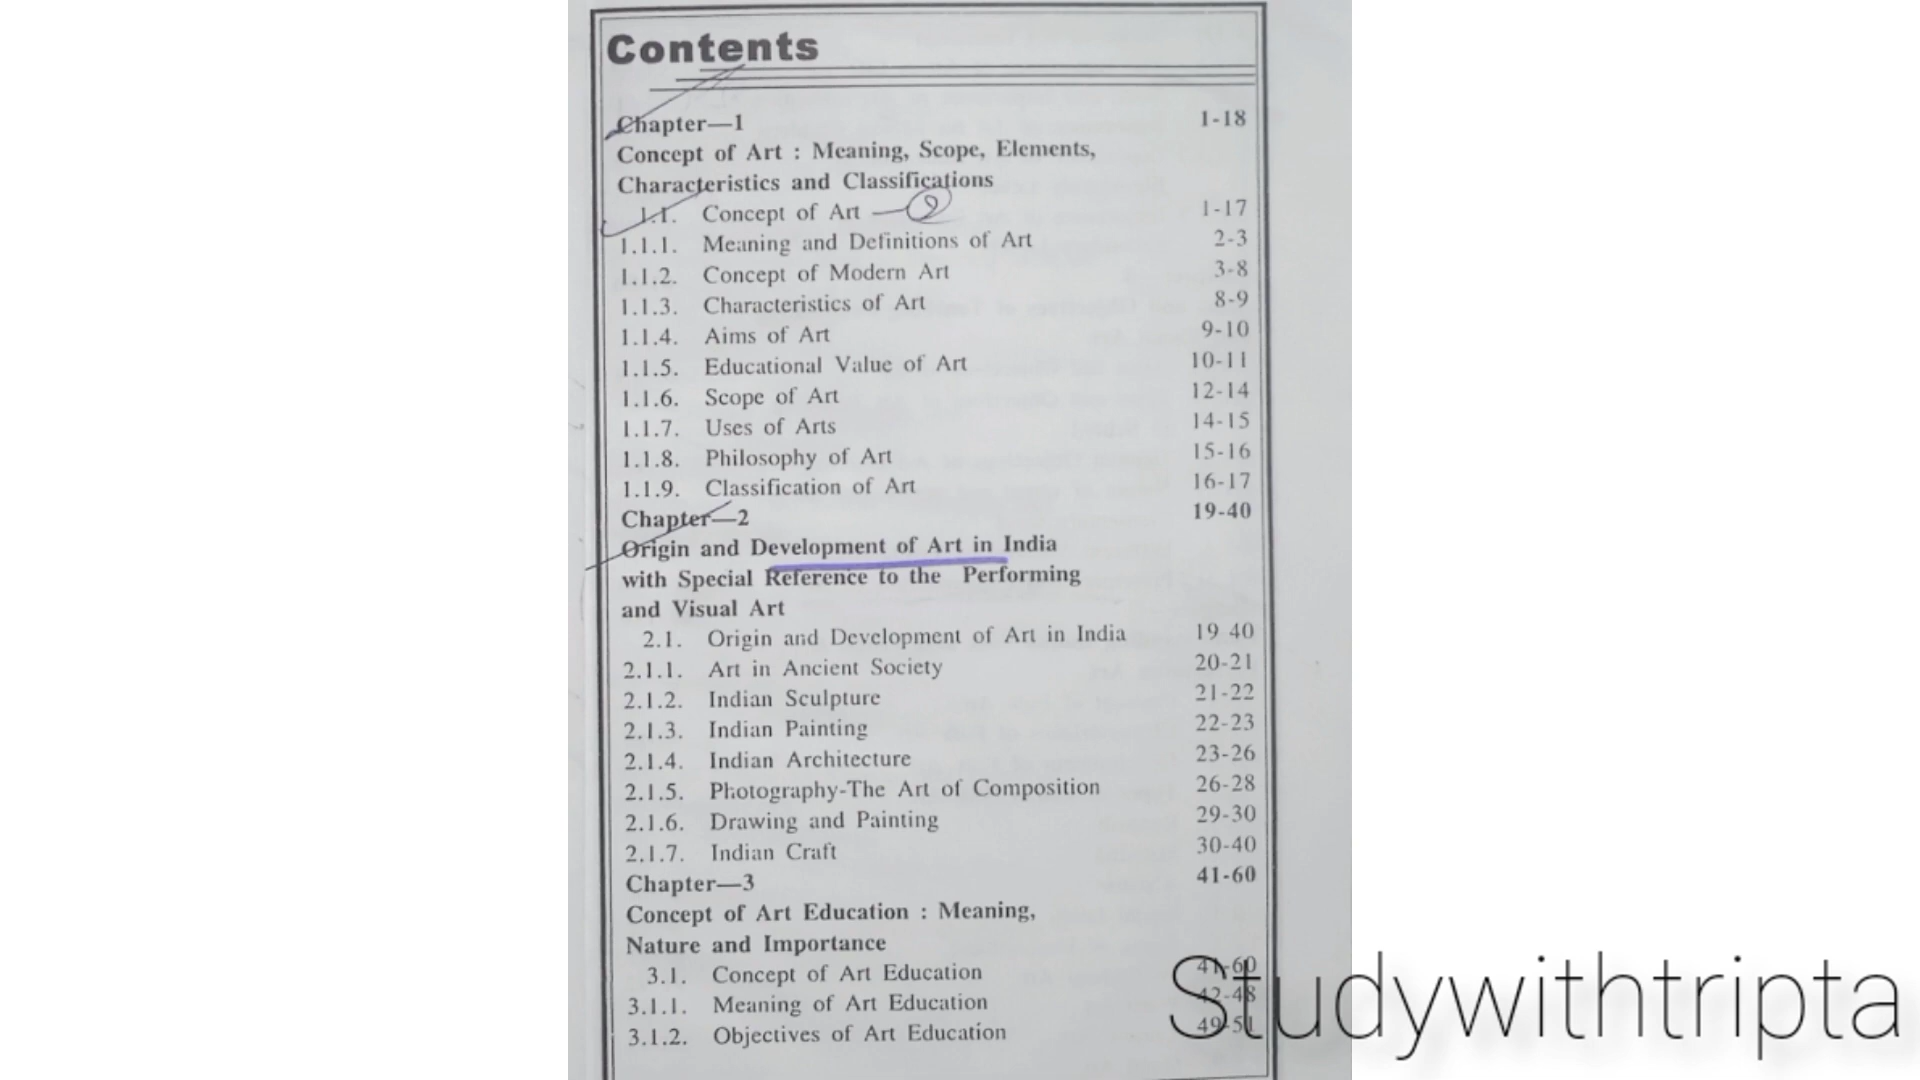 Contents
Chapter—1 1-18
Concept of Art : Meaning, Scope, Elements,
Characteristics and Classifications
1.1. Concept of Art 1-17
1.1.1. Meaning and Definitions of Art 2-3
1.1.2. Concept of Modern Art 3-8
1.1.3. Characteristics of Art 8-9
1.1.4. Aims of Art 9-10
1.1.5. Educational Value of Art 10-11
1.1.6. Scope of Art 12-14
1.1.7. Uses of Arts 14-15
1.1.8. Philosophy of Art 15-16
1.1.9. Classification of Art 16-17
Chapter—2 19-40
Origin and Development of Art in India
with Special Reference to the Performing
and Visual Art
2.1. Origin and Development of Art in India 19 40
2.1.1. Art in Ancient Society 20-21
2.1.2. Indian Sculpture 21-22
2.1.3. Indian Painting 22-23
2.1.4. Indian Architecture 23-26
2.1.5. Photography-The Art of Composition 26-28
2.1.6. Drawing and Painting 29-30
2.1.7. Indian Craft 30-40
Chapter—3 41-60
Concept of Art Education : Meaning,
Nature and Importance
3.1. Concept of Art Education 41-60
3.1.1. Meaning of Art Education 42-48
3.1.2. Objectives of Art Education 49-51
Studywithtripta